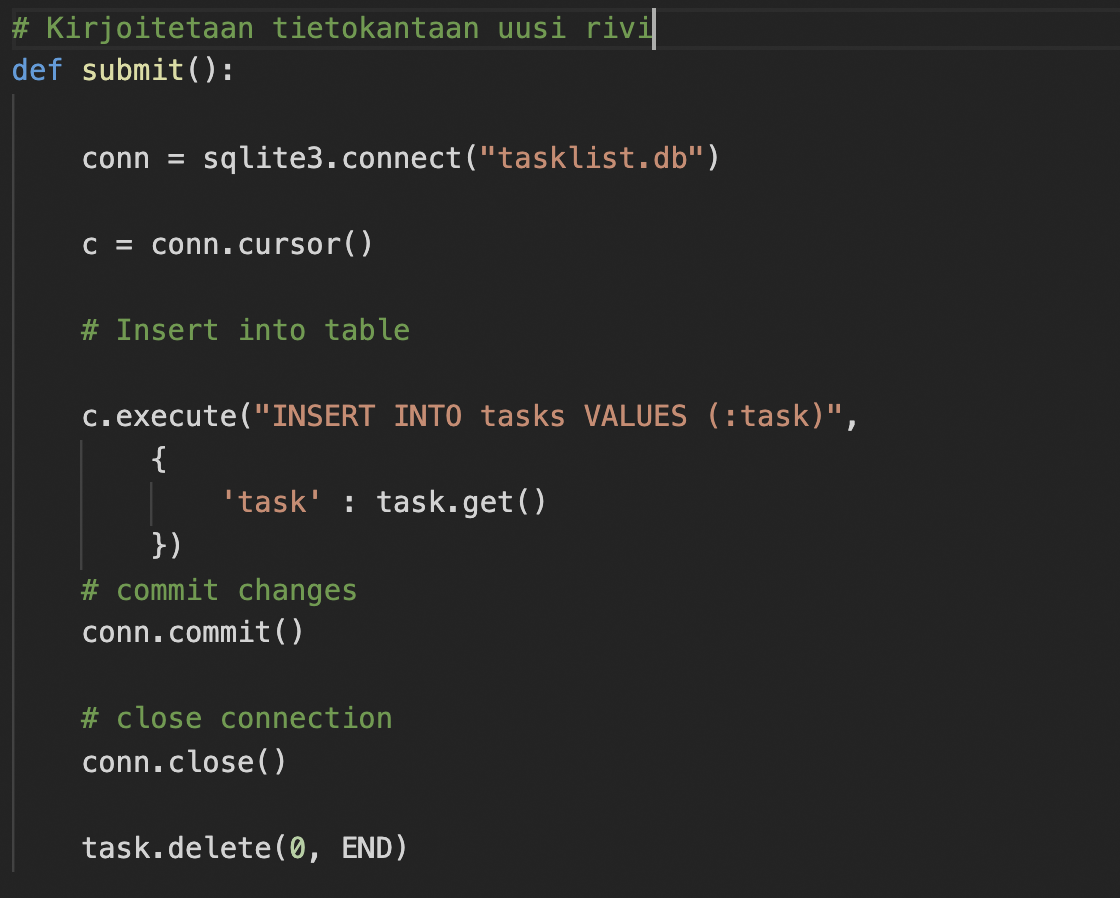 # Kirjoitetaan tietokantaan uusi rivi
def submit():
conn = sqlite3.connect("tasklist.db")
c = conn.cursor()
# Insert into table
c.execute("INSERT INTO tasks VALUES (:task)",
{
'task' : task.get()
})
# commit changes
conn.commit()
# close connection
conn.close()
task.delete(0, END)